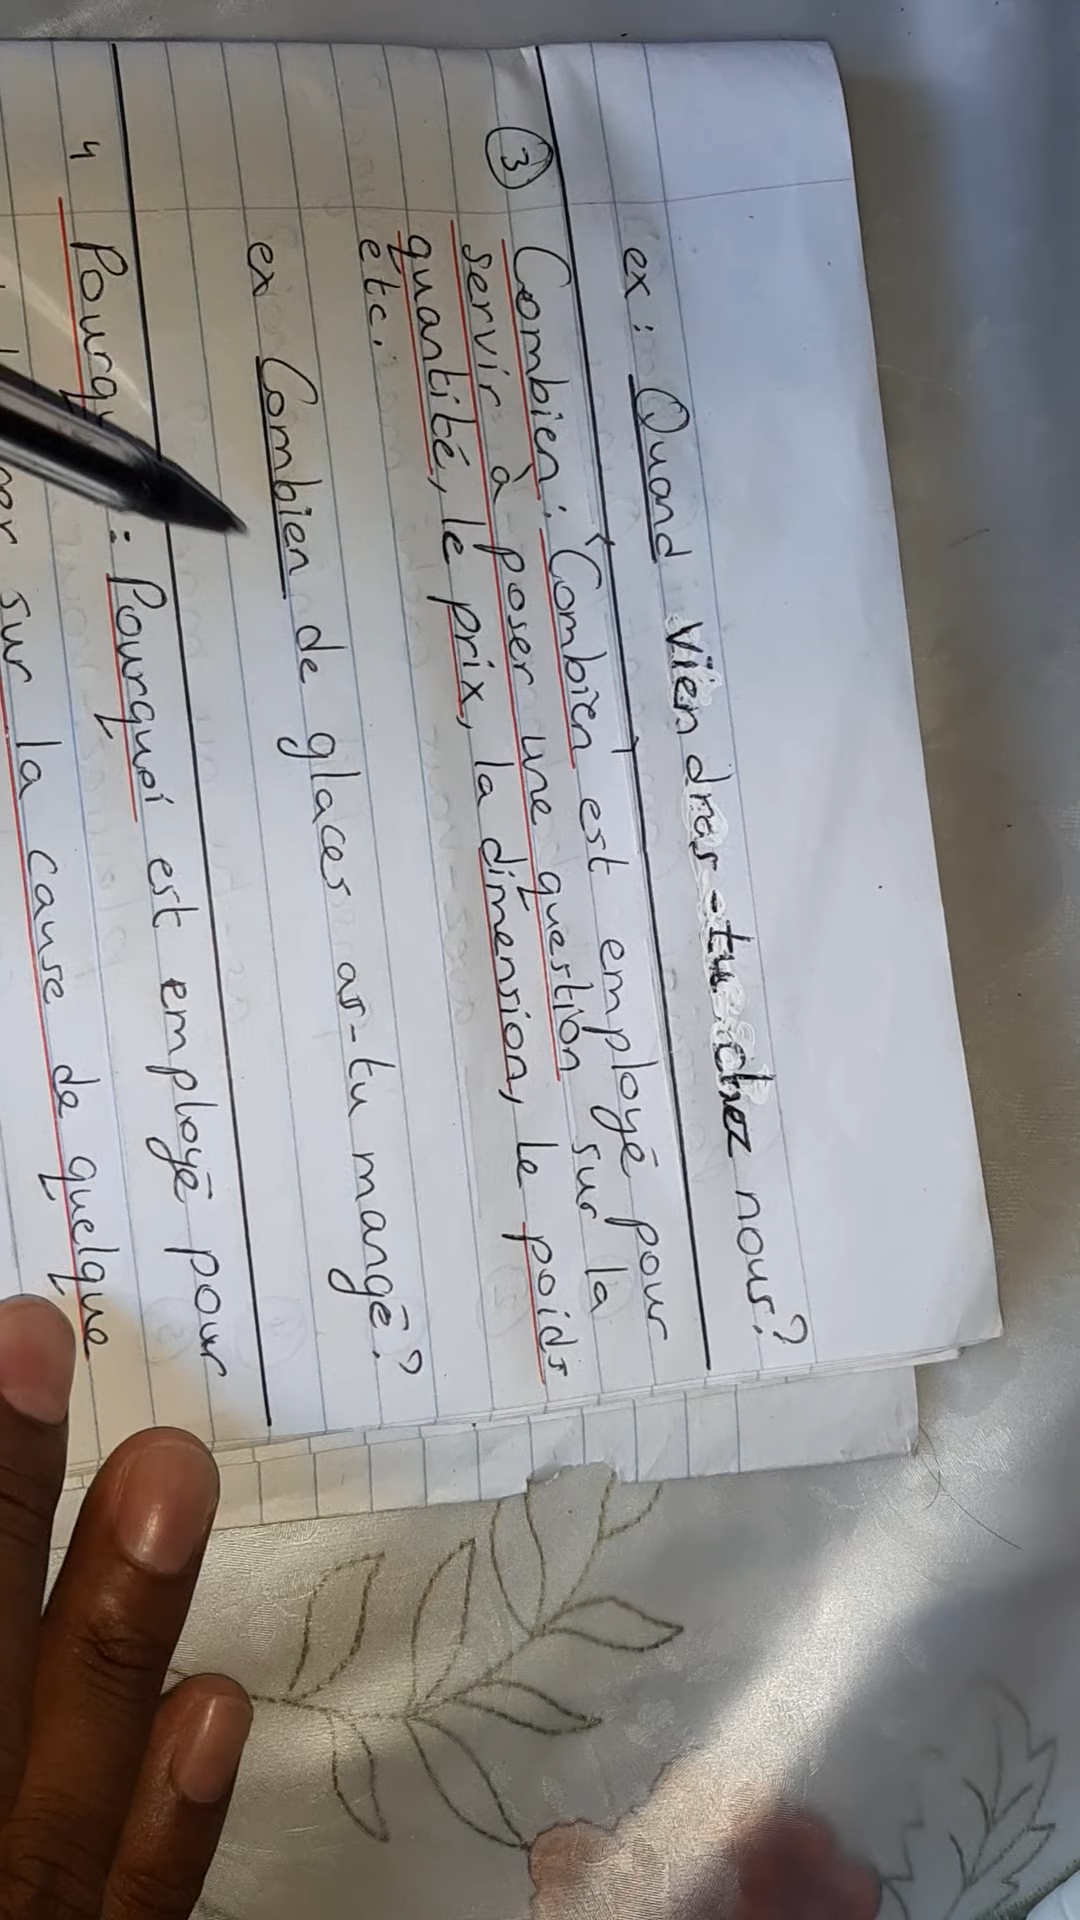 ex : Quand viendras-tu chez nous?
③ Combien : Combien est employé pour
servir à poser une question sur la
quantité, le prix, la dimension, le poids
etc.
ex Combien de glaces as-tu mangé?
4 : Pourquoi est employé pour
sur la cause de quelque